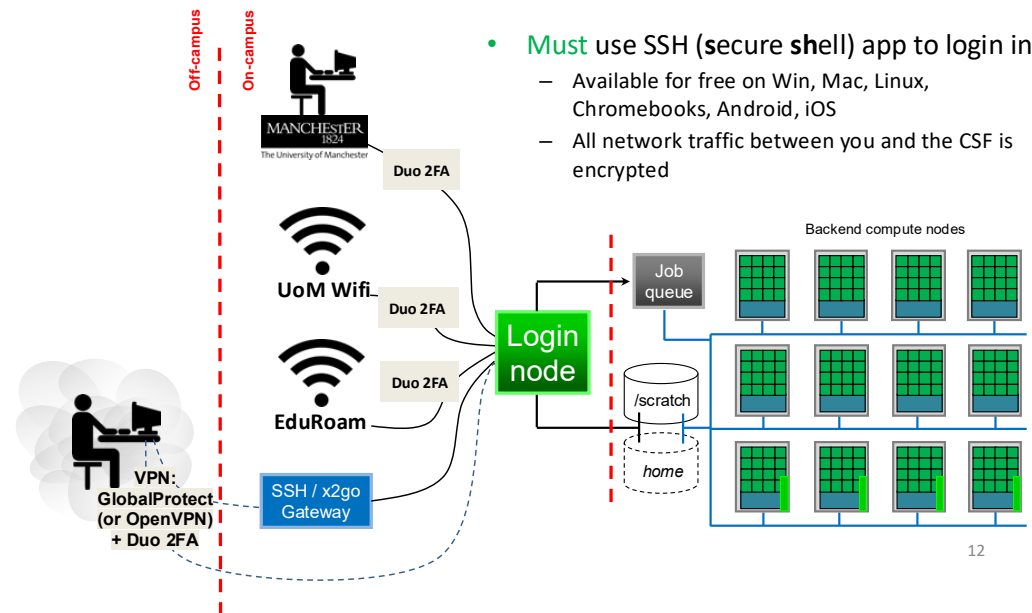 Off-campus
On-campus
• Must use SSH (secure shell) app to login in
– Available for free on Win, Mac, Linux,
Chromebooks, Android, iOS
– All network traffic between you and the CSF is
encrypted
MANCHESTER
1824
The University of Manchester
Duo 2FA
UoM Wifi
Duo 2FA
EduRoam
Duo 2FA
VPN:
GlobalProtect
(or OpenVPN)
+ Duo 2FA
SSH / x2go
Gateway
Login
node
Job
queue
/scratch
home
Backend compute nodes
12